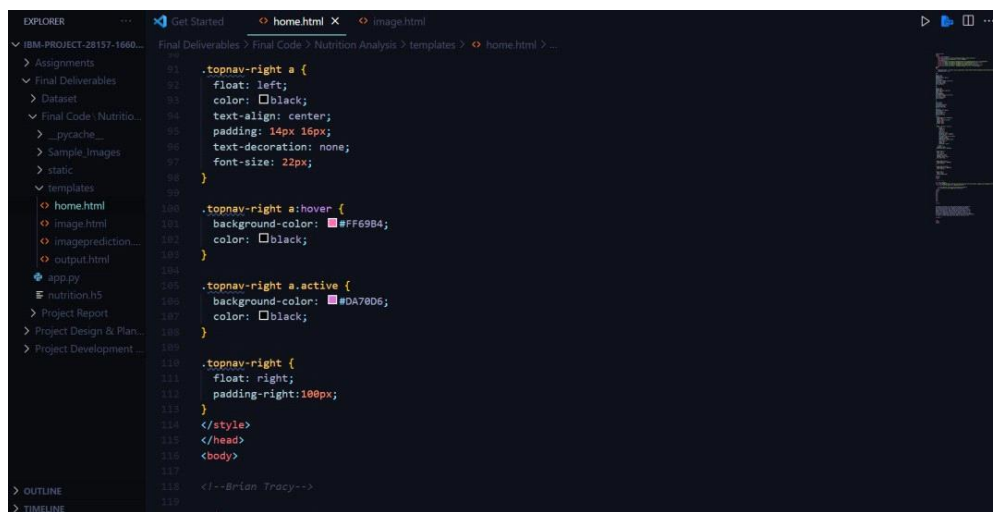 EXPLORER
···
Get Started
home.html
image.html
IBM-PROJECT-28157-1660...
Assignments
Final Deliverables
Dataset
Final Code \ Nutritio...
__pycache__
Sample_Images
static
templates
home.html
image.html
imageprediction....
output.html
app.py
nutrition.h5
Project Report
Project Design & Plan...
Project Development ...
OUTLINE
TIMELINE
Final Deliverables > Final Code > Nutrition Analysis > templates > home.html > ...
90
91 .topnav-right a {
92 float: left;
93 color: black;
94 text-align: center;
95 padding: 14px 16px;
96 text-decoration: none;
97 font-size: 22px;
98 }
99
100 .topnav-right a:hover {
101 background-color: #FF69B4;
102 color: black;
103 }
104
105 .topnav-right a.active {
106 background-color: #DA70D6;
107 color: black;
108 }
109
110 .topnav-right {
111 float: right;
112 padding-right:100px;
113 }
114 </style>
115 </head>
116 <body>
117
118 <!--Brian Tracy-->
119